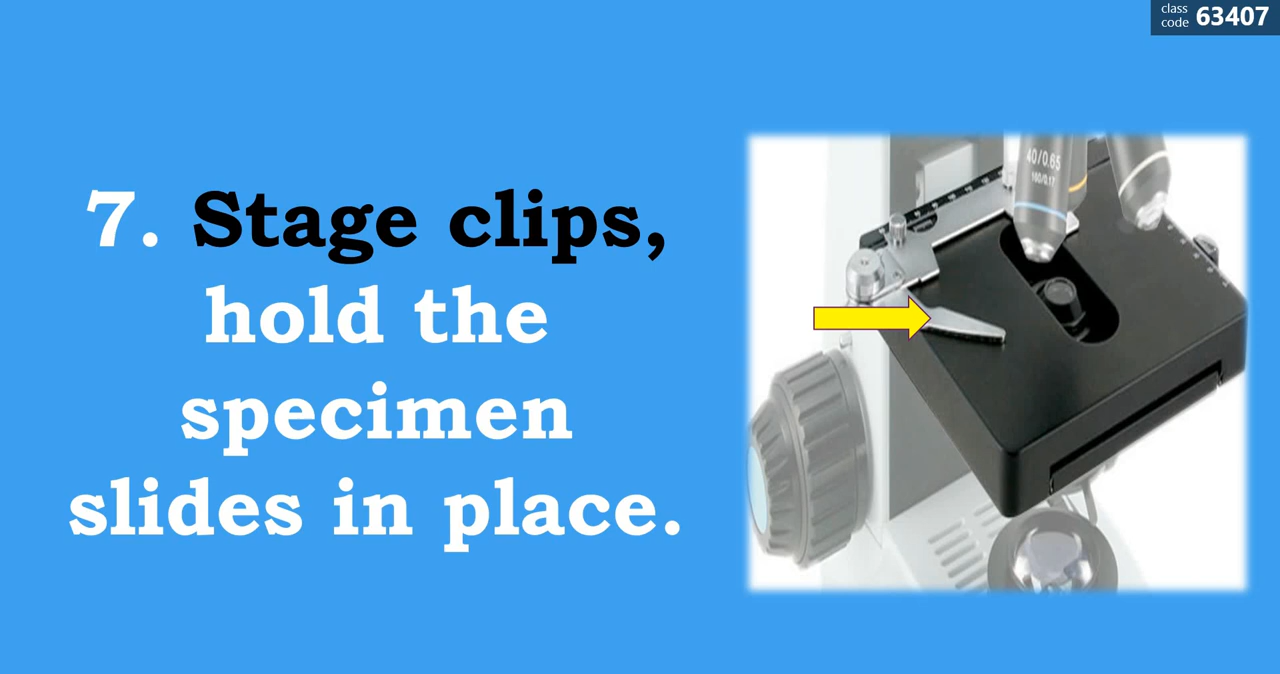 class
code 63407
7. Stage clips,
hold the
specimen
slides in place.
40/0.65
160/0.17